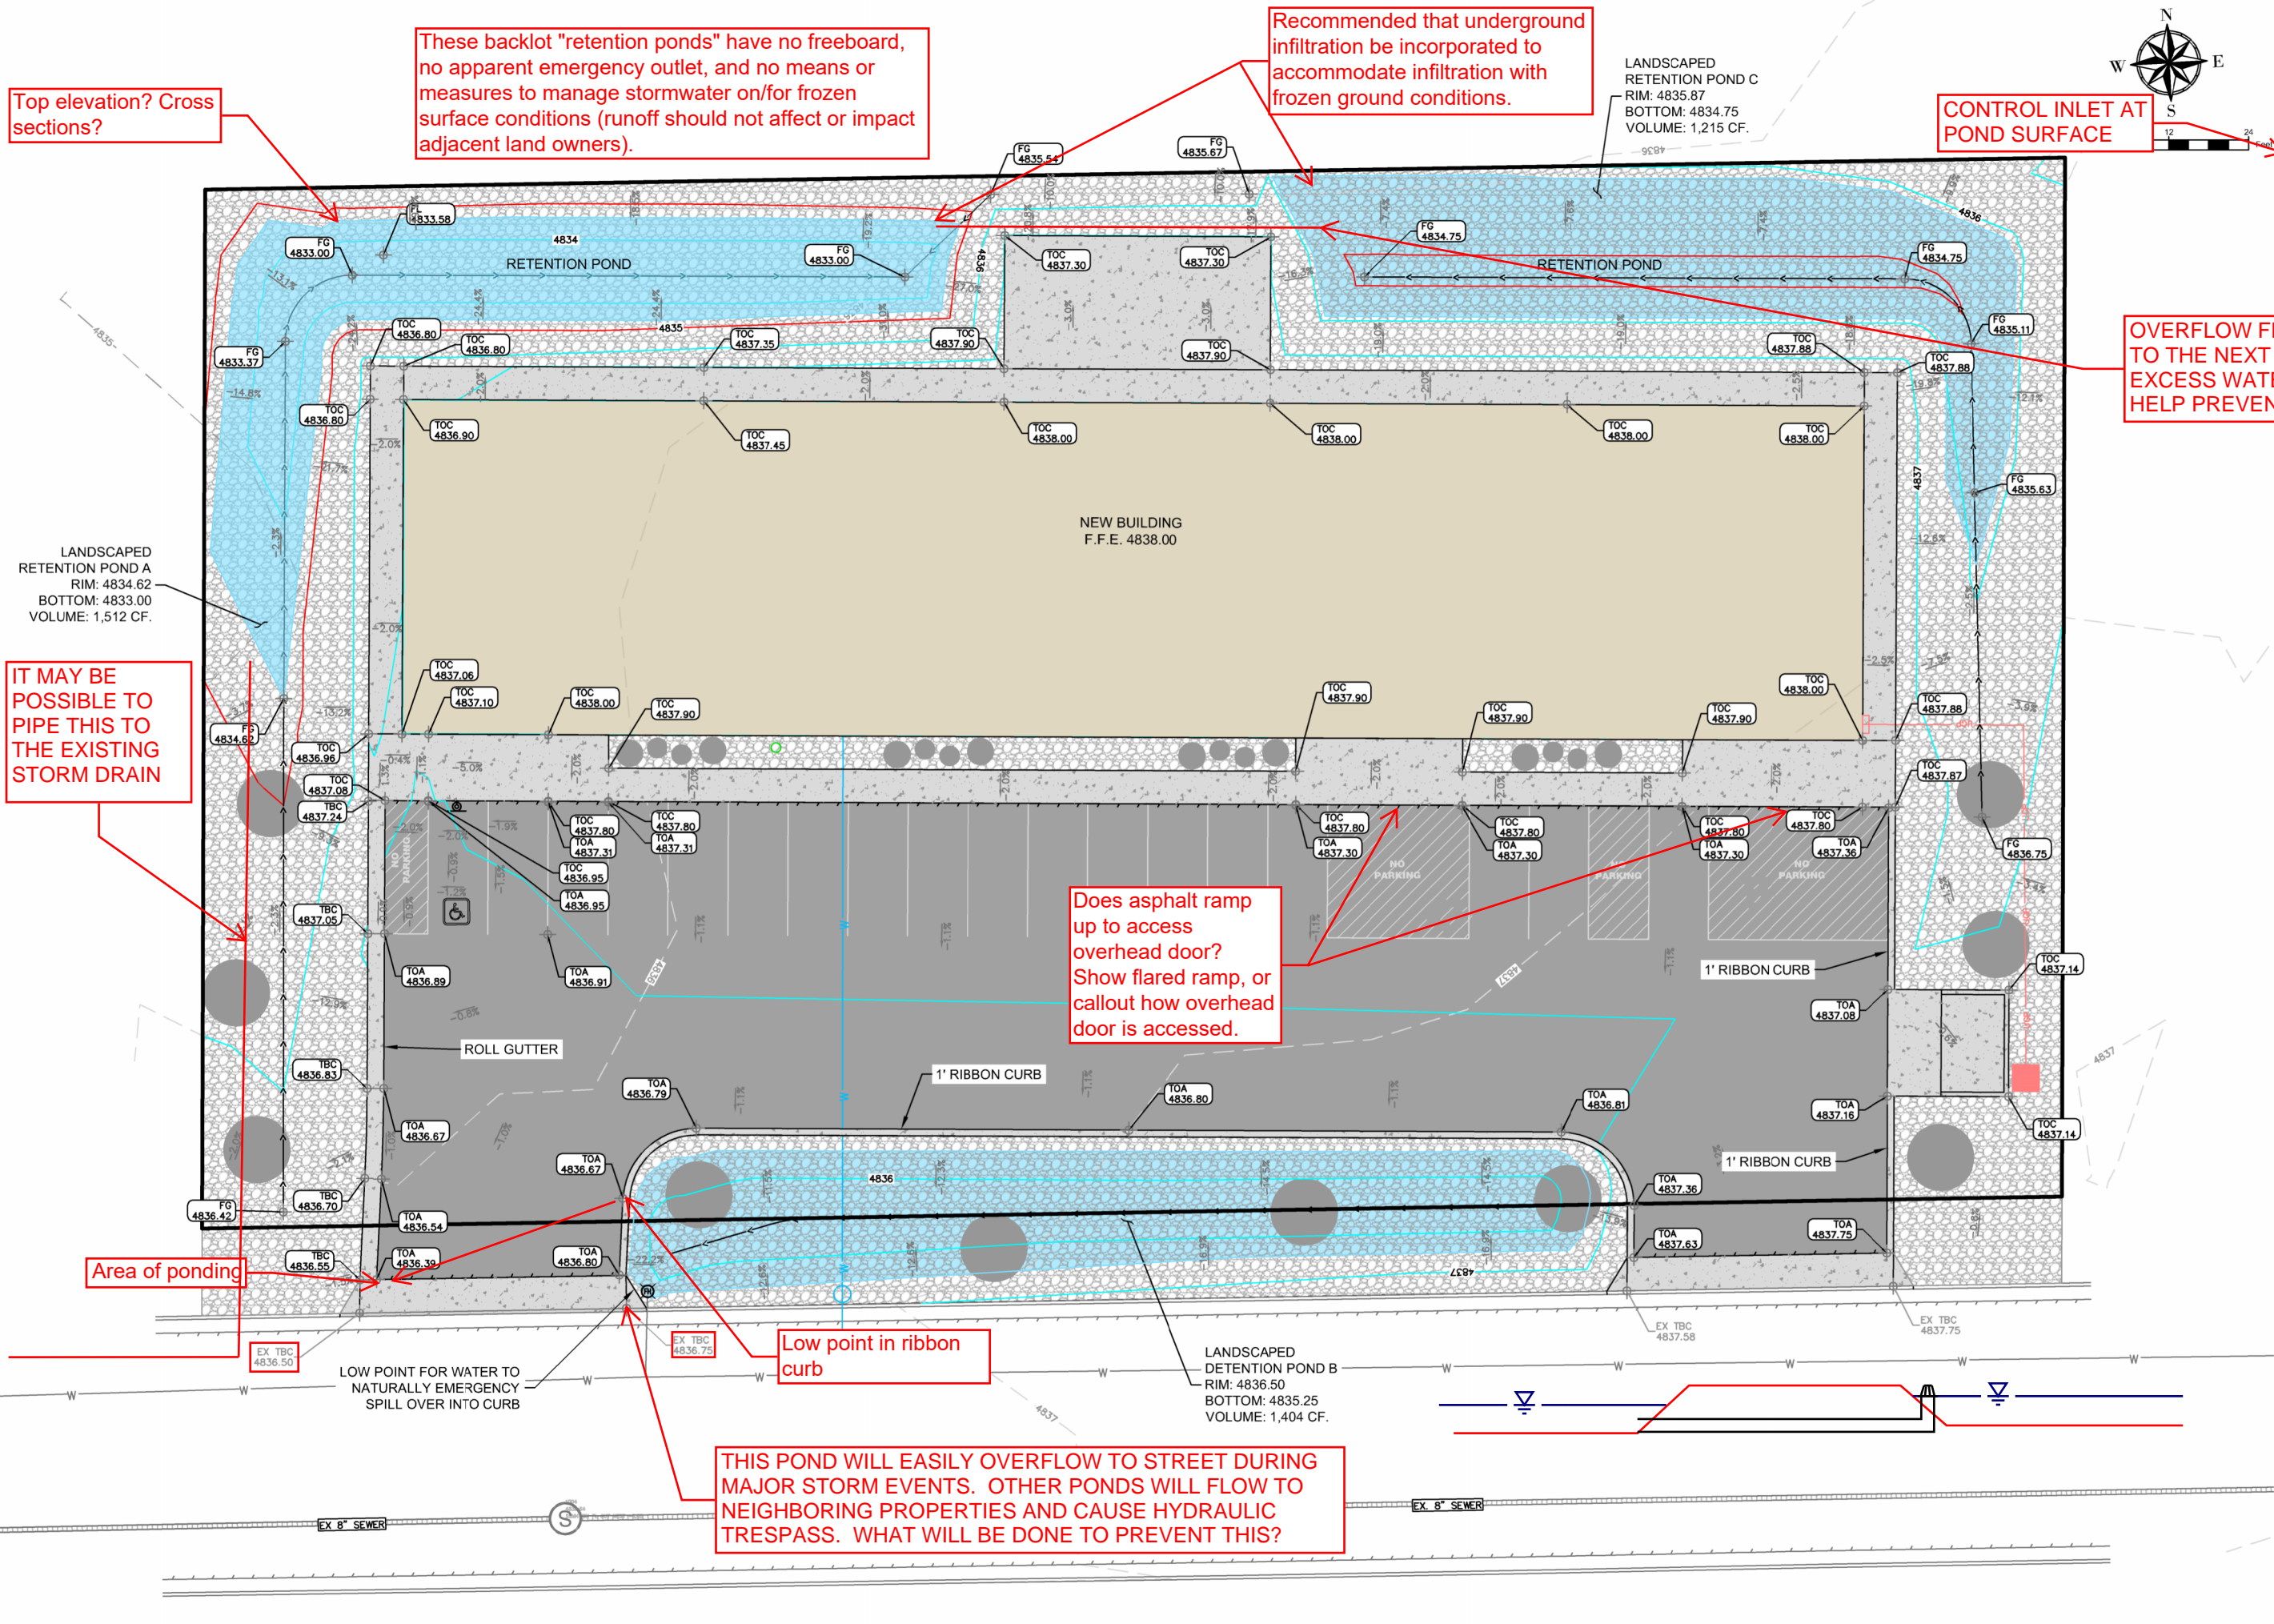 These backlot "retention ponds" have no freeboard,
no apparent emergency outlet, and no means or
measures to manage stormwater on/for frozen
surface conditions (runoff should not affect or impact
adjacent land owners).
Recommended that underground
infiltration be incorporated to
accommodate infiltration with
frozen ground conditions.
LANDSCAPED
RETENTION POND C
RIM: 4835.87
BOTTOM: 4834.75
VOLUME: 1,215 CF.
N
W
E
S
Top elevation? Cross
sections?
CONTROL INLET AT
POND SURFACE
12
24
4836
FG
4835.54
FG
4835.67
4833.58
FG
4833.00
4834
RETENTION POND
FG
4833.00
4836
TOC
4837.30
TOC
4837.30
FG
4834.75
RETENTION POND
FG
4834.75
4836
4835
4835
FG
4833.37
TOC
4836.80
TOC
4836.80
TOC
4837.35
TOC
4837.90
TOC
4837.90
TOC
4837.88
FG
4835.11
TOC
4837.88
OVERFLOW F
TO THE NEXT
EXCESS WAT
HELP PREVEN
TOC
4836.80
TOC
4836.90
TOC
4837.45
TOC
4838.00
TOC
4838.00
TOC
4838.00
TOC
4838.00
4837
FG
4835.63
NEW BUILDING
F.F.E. 4838.00
LANDSCAPED
RETENTION POND A
RIM: 4834.62
BOTTOM: 4833.00
VOLUME: 1,512 CF.
IT MAY BE
POSSIBLE TO
PIPE THIS TO
THE EXISTING
STORM DRAIN
TOC
4837.06
TOC
4837.10
TOC
4838.00
TOC
4837.90
TOC
4837.90
TOC
4837.90
TOC
4837.90
TOC
4838.00
TOC
4837.88
FG
4834.62
TOC
4836.96
TOC
4837.08
TBC
4837.24
TOC
4837.80
TOA
4837.31
TOC
4837.80
TOA
4837.31
TOC
4836.95
TOA
4836.95
TOC
4837.80
TOA
4837.30
TOC
4837.80
TOA
4837.30
TOC
4837.80
TOA
4837.30
TOC
4837.80
TOA
4837.36
TOC
4837.87
FG
4836.75
NO
PARKING
NO
PARKING
NO
PARKING
NO
PARKING
Does asphalt ramp
up to access
overhead door?
Show flared ramp, or
callout how overhead
door is accessed.
TBC
4837.05
TOA
4836.89
TOA
4836.91
4836
4837
W
1' RIBBON CURB
TOC
4837.14
TOA
4837.08
ROLL GUTTER
TBC
4836.83
TOA
4836.79
1' RIBBON CURB
W
TOA
4836.80
TOA
4836.81
TOA
4837.16
TOC
4837.14
4837
TOA
4836.67
TOA
4836.67
1' RIBBON CURB
4836
TOA
4837.36
FG
4836.42
TBC
4836.70
TOA
4836.54
TBC
4836.55
TOA
4836.39
TOA
4836.80
TOA
4837.63
TOA
4837.75
Area of ponding
W
4837
EX TBC
4836.50
EX TBC
4836.75
Low point in ribbon
curb
EX TBC
4837.58
EX TBC
4837.75
LOW POINT FOR WATER TO
NATURALLY EMERGENCY
SPILL OVER INTO CURB
LANDSCAPED
DETENTION POND B
RIM: 4836.50
BOTTOM: 4835.25
VOLUME: 1,404 CF.
W W W W W W W W W W
4837
THIS POND WILL EASILY OVERFLOW TO STREET DURING
MAJOR STORM EVENTS. OTHER PONDS WILL FLOW TO
NEIGHBORING PROPERTIES AND CAUSE HYDRAULIC
TRESPASS. WHAT WILL BE DONE TO PREVENT THIS?
EX 8" SEWER
S
EX. 8" SEWER